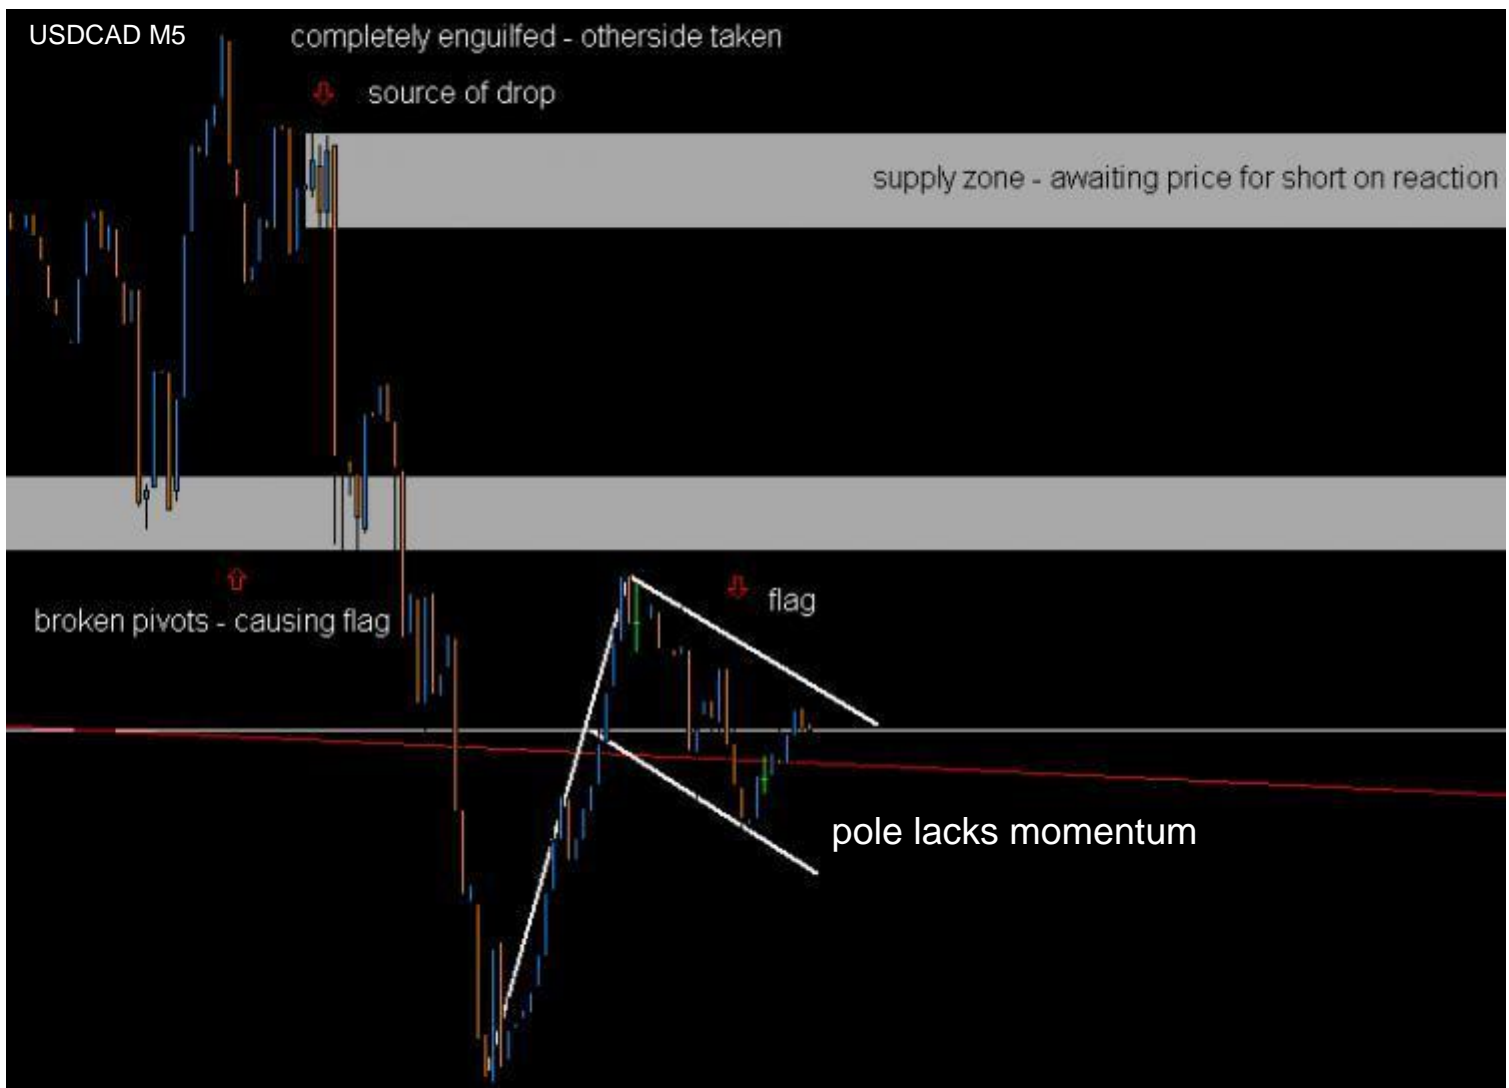 USDCAD M5
completely enguilfed - otherside taken
source of drop
supply zone - awaiting price for short on reaction
flag
broken pivots - causing flag
pole lacks momentum